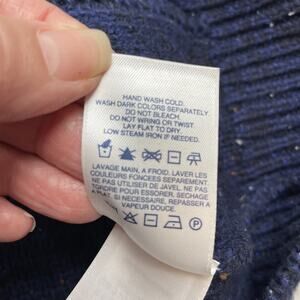 HAND WASH COLD.
WASH DARK COLORS SEPARATELY
DO NOT BLEACH.
DO NOT WRING OR TWIST
LAY FLAT TO DRY.
LOW STEAM IRON IF NEEDED.
LAVAGE MAIN, A FROID. LAVER LES
COULEURS FONCEES SEPAREMENT.
NE PAS UTILISER DE JAVEL. NE PAS
TORDRE POUR ESSORER. SECHAGE
A PLAT. SI NECESSAIRE, REPASSER A
VAPEUR DOUCE.
P